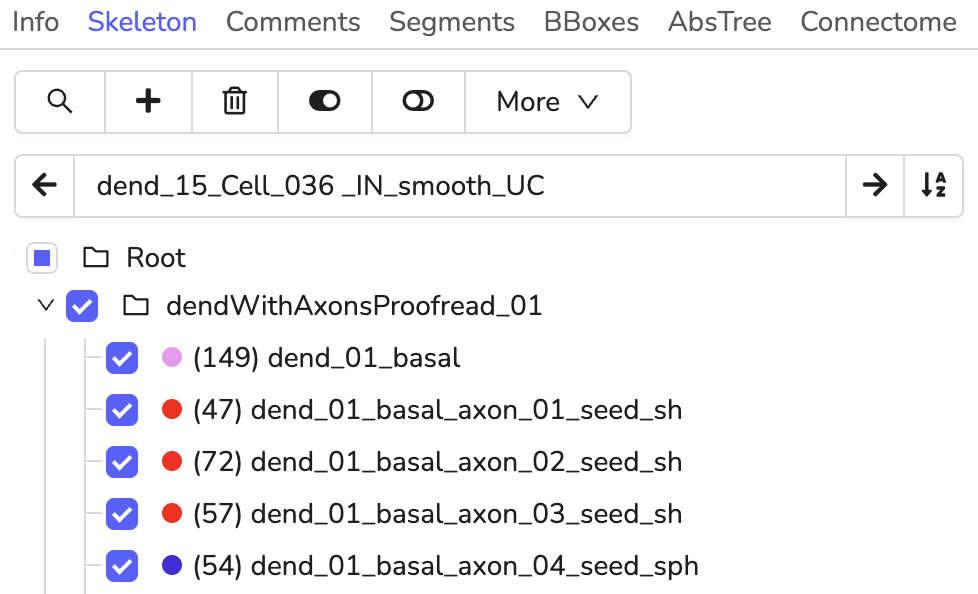 Info Skeleton Comments Segments BBoxes AbsTree Connectome
More
dend_15_Cell_036 _IN_smooth_UC
Root
dendWithAxonsProofread_01
(149) dend_01_basal
(47) dend_01_basal_axon_01_seed_sh
(72) dend_01_basal_axon_02_seed_sh
(57) dend_01_basal_axon_03_seed_sh
(54) dend_01_basal_axon_04_seed_sph